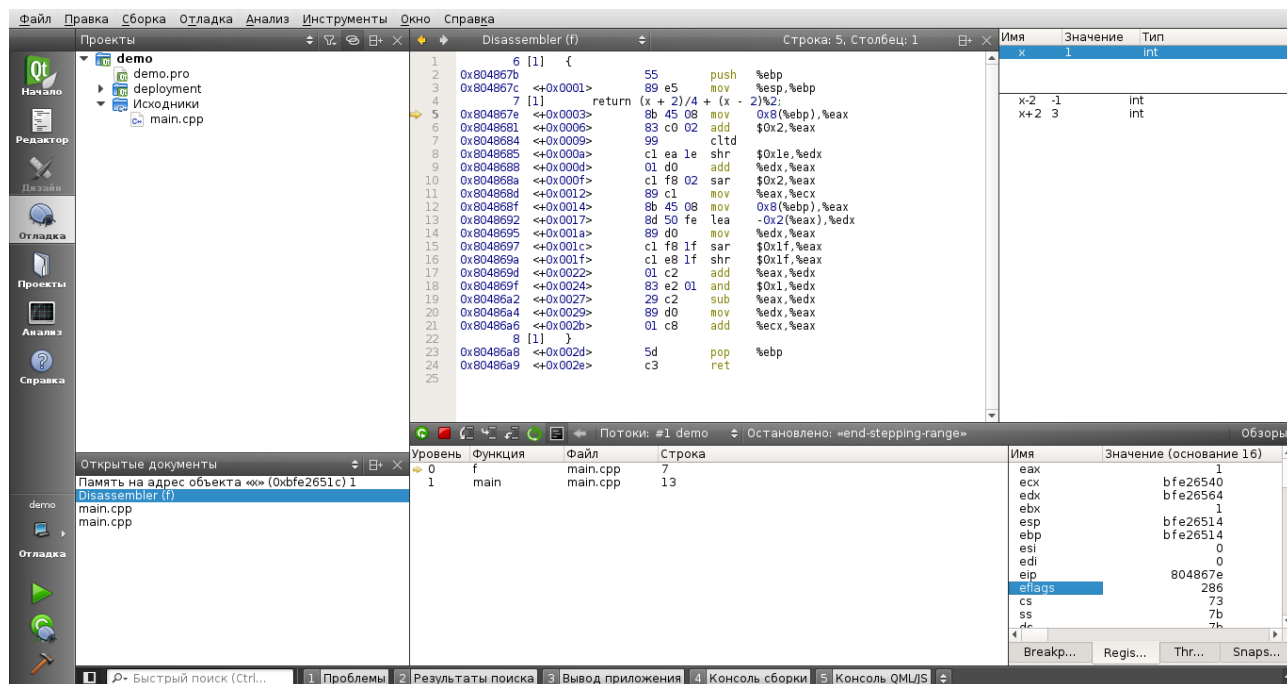 Файл Правка Сборка Отладка Анализ Инструменты Окно Справка
Проекты
Disassembler (f)
Строка: 5, Столбец: 1
Имя Значение Тип
x 1 int
x-2 -1 int
x+2 3 int
Начало
Редактор
Дизайн
Отладка
Проекты
Анализ
Справка
demo
demo.pro
deployment
Исходники
main.cpp
1 6 [1] {
2 0x804867b 55 push %ebp
3 0x804867c <+0x0001> 89 e5 mov %esp,%ebp
4 7 [1] return (x + 2)/4 + (x - 2)%2;
5 0x804867e <+0x0003> 8b 45 08 mov 0x8(%ebp),%eax
6 0x8048681 <+0x0006> 83 c0 02 add $0x2,%eax
7 0x8048684 <+0x0009> 99 cltd
8 0x8048685 <+0x000a> c1 ea 1e shr $0x1e,%edx
9 0x8048688 <+0x000d> 01 d0 add %edx,%eax
10 0x804868a <+0x000f> c1 f8 02 sar $0x2,%eax
11 0x804868d <+0x0012> 89 c1 mov %eax,%ecx
12 0x804868f <+0x0014> 8b 45 08 mov 0x8(%ebp),%eax
13 0x8048692 <+0x0017> 8d 50 fe lea -0x2(%eax),%edx
14 0x8048695 <+0x001a> 89 d0 mov %edx,%eax
15 0x8048697 <+0x001c> c1 f8 1f sar $0x1f,%eax
16 0x804869a <+0x001f> c1 e8 1f shr $0x1f,%eax
17 0x804869d <+0x0022> 01 c2 add %eax,%edx
18 0x804869f <+0x0024> 83 e2 01 and $0x1,%edx
19 0x80486a2 <+0x0027> 29 c2 sub %eax,%edx
20 0x80486a4 <+0x0029> 89 d0 mov %edx,%eax
21 0x80486a6 <+0x002b> 01 c8 add %ecx,%eax
22 8 [1] }
23 0x80486a8 <+0x002d> 5d pop %ebp
24 0x80486a9 <+0x002e> c3 ret
25
Потоки: #1 demo
Остановлено: «end-stepping-range»
Обзоры
Уровень Функция Файл Строка
0 f main.cpp 7
1 main main.cpp 13
Открытые документы
Память на адрес объекта «x» (0xbfe2651c) 1
Disassembler (f)
main.cpp
main.cpp
demo
Отладка
Имя Значение (основание 16)
eax 1
ecx bfe26540
edx bfe26564
ebx 1
esp bfe26514
ebp bfe26514
esi 0
edi 0
eip 804867e
eflags 286
cs 73
ss 7b
ds 7b
Breakp... Regis... Thr... Snaps...
Быстрый поиск (Ctrl...
1 Проблемы 2 Результаты поиска 3 Вывод приложения 4 Консоль сборки 5 Консоль QML/JS